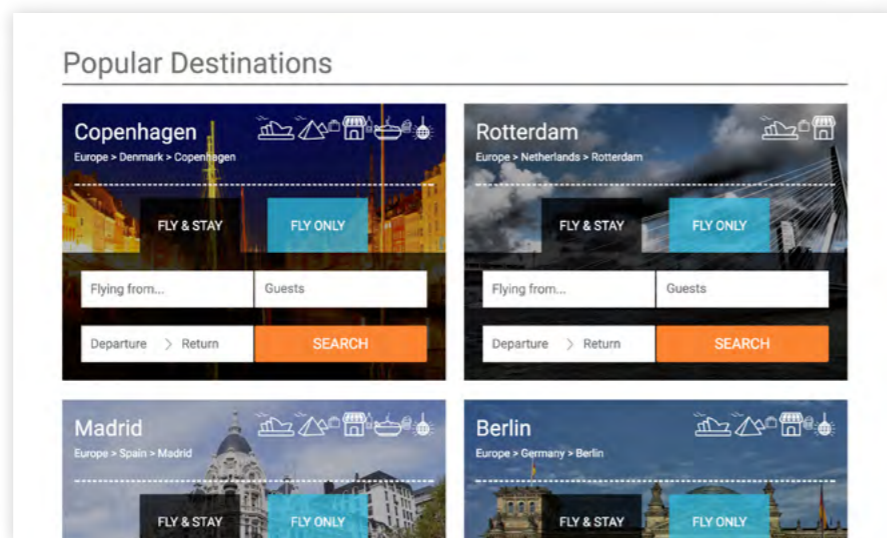 Popular Destinations
Copenhagen
Europe > Denmark > Copenhagen
FLY & STAY FLY ONLY
Flying from... Guests
Departure > Return SEARCH
Rotterdam
Europe > Netherlands > Rotterdam
FLY & STAY FLY ONLY
Flying from... Guests
Departure > Return SEARCH
Madrid
Europe > Spain > Madrid
FLY & STAY FLY ONLY
Berlin
Europe > Germany > Berlin
FLY & STAY FLY ONLY